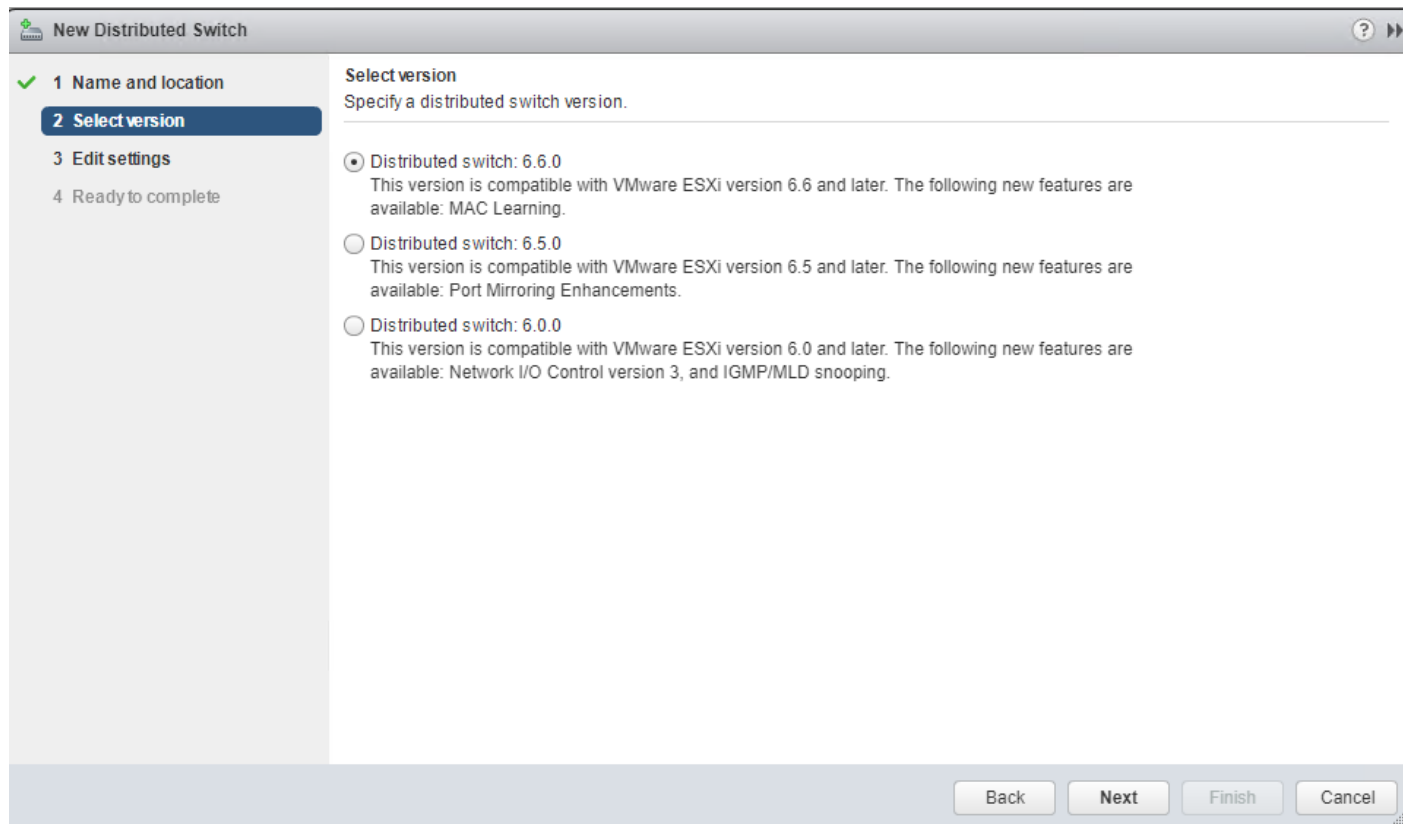 New Distributed Switch
?
1 Name and location
2 Select version
3 Edit settings
4 Ready to complete
Select version
Specify a distributed switch version.
Distributed switch: 6.6.0
This version is compatible with VMware ESXi version 6.6 and later. The following new features are
available: MAC Learning.
Distributed switch: 6.5.0
This version is compatible with VMware ESXi version 6.5 and later. The following new features are
available: Port Mirroring Enhancements.
Distributed switch: 6.0.0
This version is compatible with VMware ESXi version 6.0 and later. The following new features are
available: Network I/O Control version 3, and IGMP/MLD snooping.
Back Next Finish Cancel